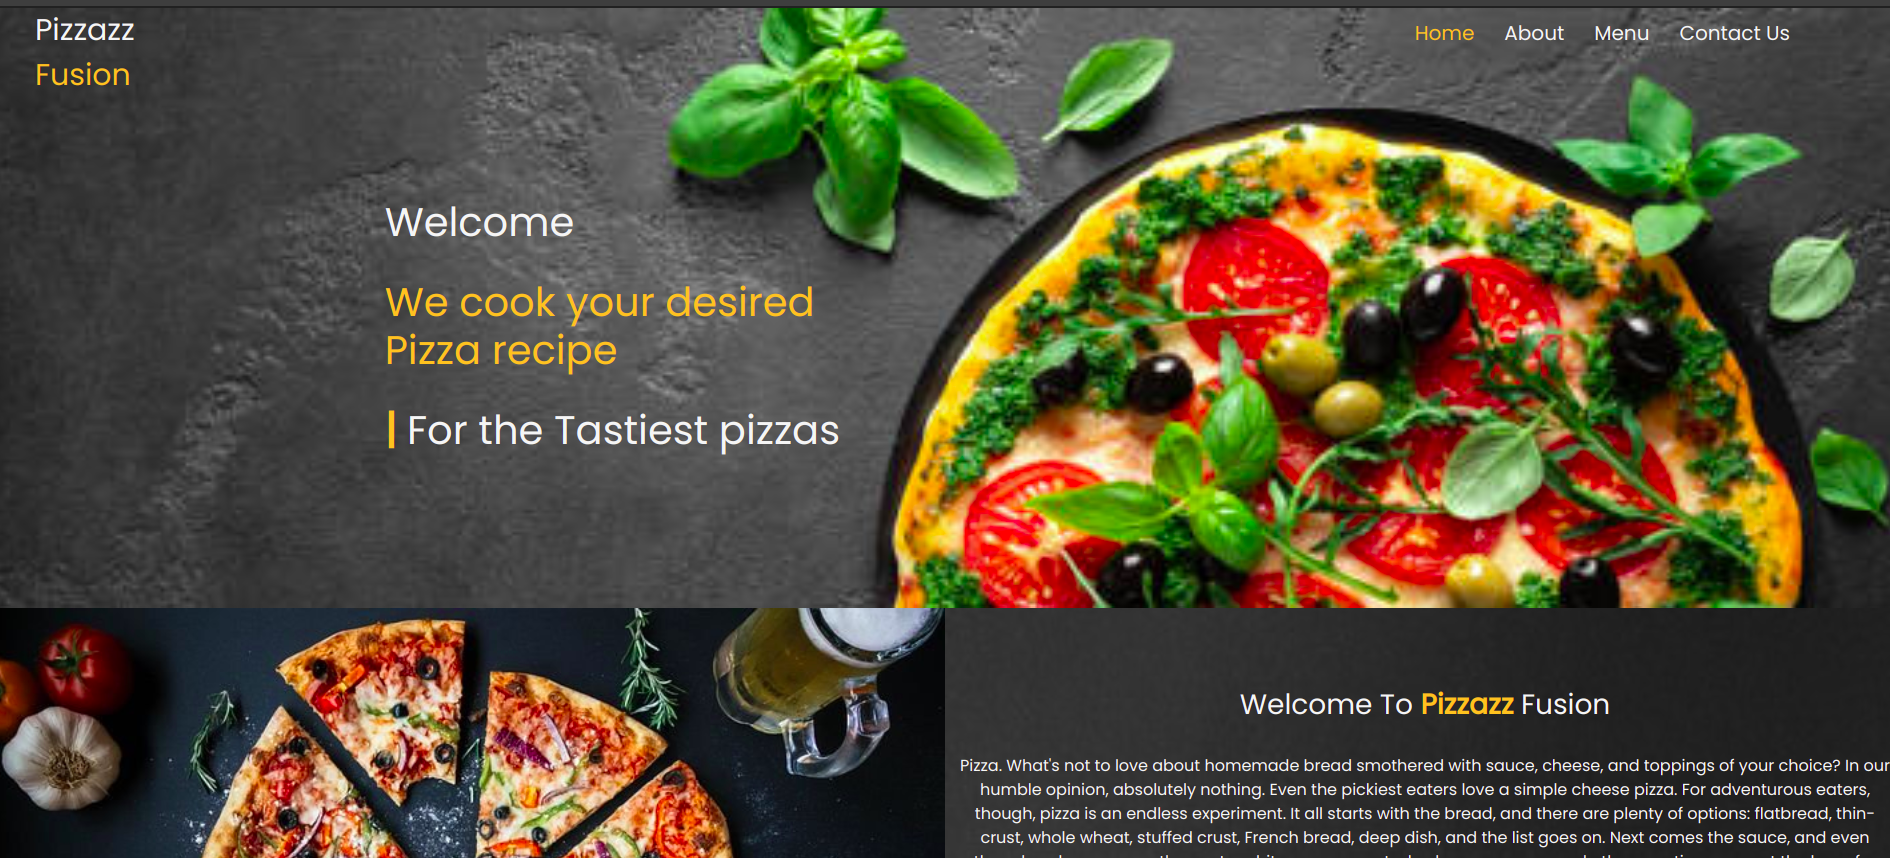 Pizzazz
Fusion
Home About Menu Contact Us
Welcome
We cook your desired
Pizza recipe
For the Tastiest pizzas
Welcome To Pizzazz Fusion
Pizza. What's not to love about homemade bread smothered with sauce, cheese, and toppings of your choice? In our
humble opinion, absolutely nothing. Even the pickiest eaters love a simple cheese pizza. For adventurous eaters,
though, pizza is an endless experiment. It all starts with the bread, and there are plenty of options: flatbread, thin-
crust, whole wheat, stuffed crust, French bread, deep dish, and the list goes on. Next comes the sauce, and even